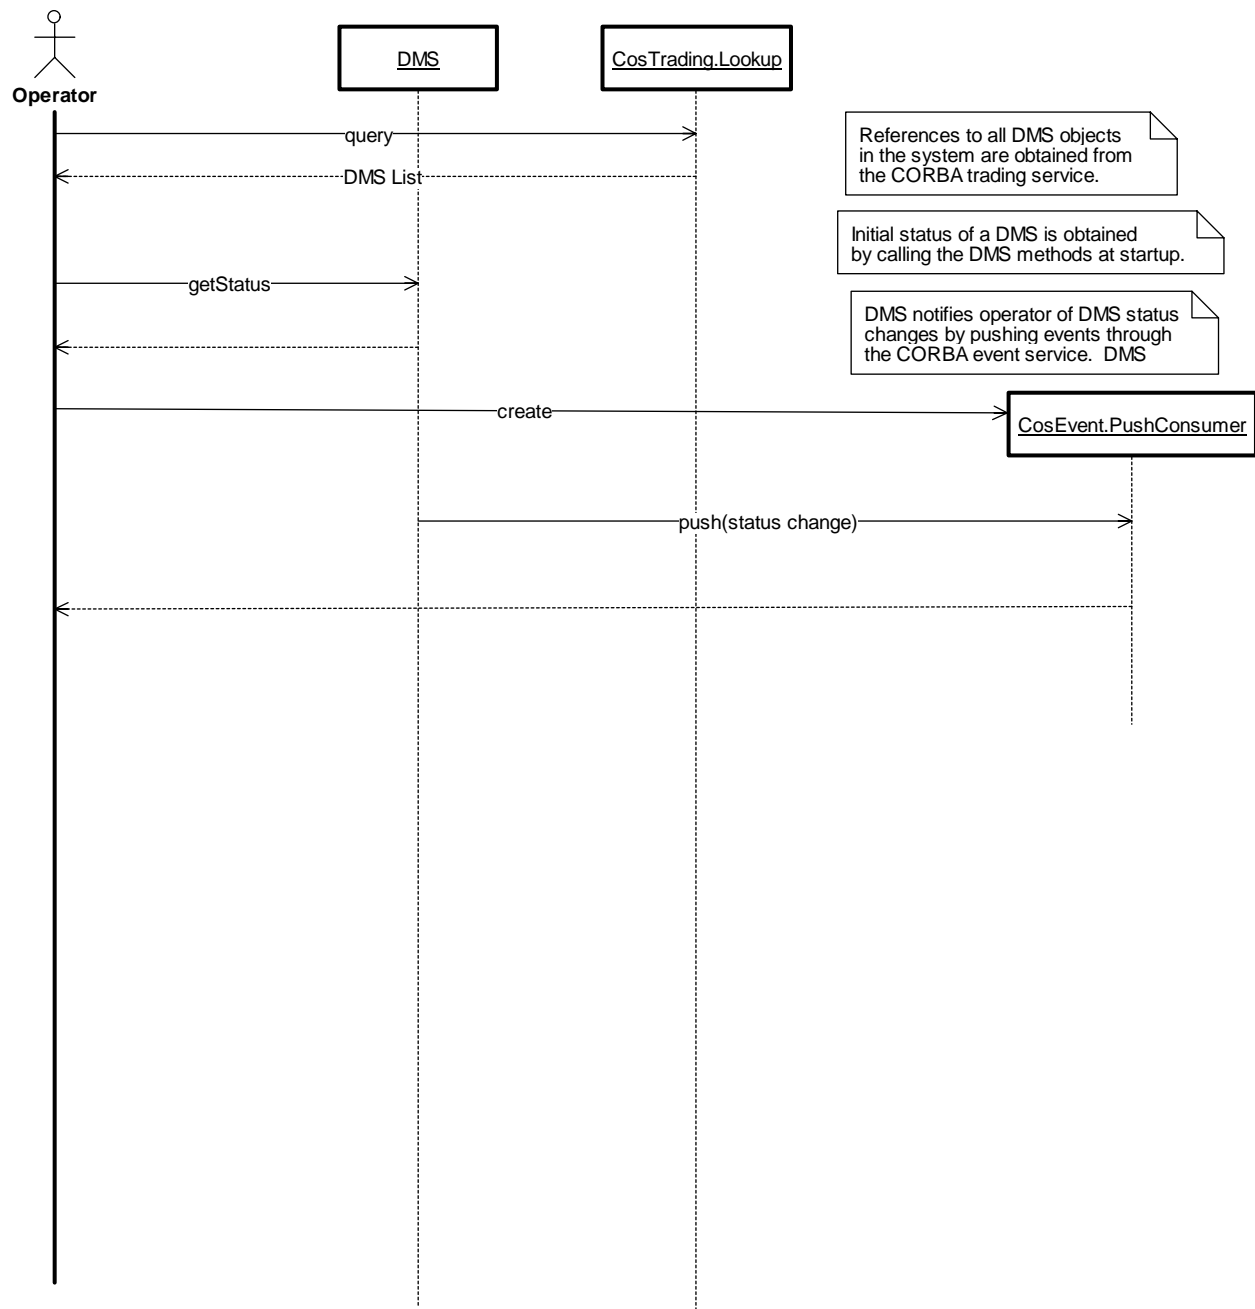 DMS
CosTrading.Lookup
Operator
query
References to all DMS objects
in the system are obtained from
the CORBA trading service.
DMS List
Initial status of a DMS is obtained
by calling the DMS methods at startup.
getStatus
DMS notifies operator of DMS status
changes by pushing events through
the CORBA event service.  DMS
create
CosEvent.PushConsumer
push(status change)